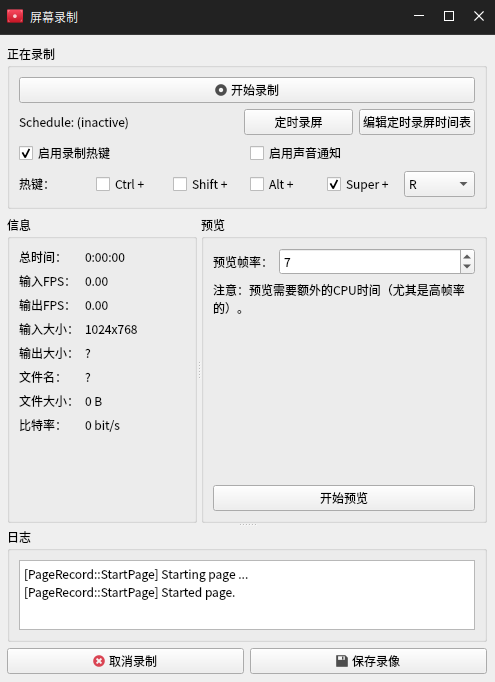 屏幕录制
正在录制
开始录制
Schedule: (inactive)
定时录屏
编辑定时录屏时间表
启用录制热键
启用声音通知
热键：
Ctrl +
Shift +
Alt +
Super +
R
信息
总时间： 0:00:00
输入FPS： 0.00
输出FPS： 0.00
输入大小： 1024x768
输出大小： ?
文件名： ?
文件大小： 0 B
比特率： 0 bit/s
预览
预览帧率： 7
注意：预览需要额外的CPU时间（尤其是高帧率
的）。
开始预览
日志
[PageRecord::StartPage] Starting page ...
[PageRecord::StartPage] Started page.
取消录制
保存录像